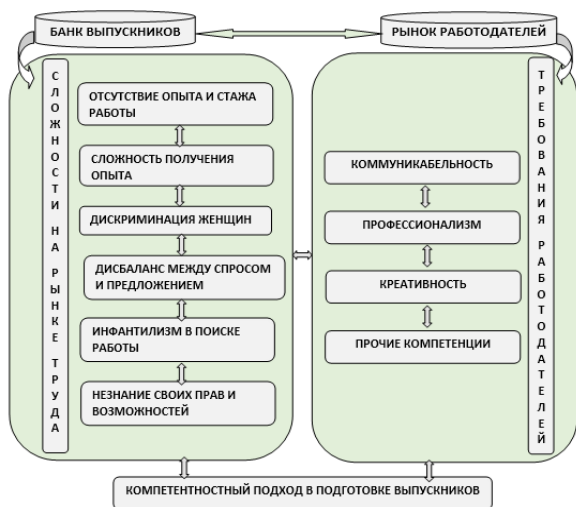 БАНК ВЫПУСКНИКОВ
РЫНОК РАБОТОДАТЕЛЕЙ
СЛОЖНОСТИ НА РЫНКЕ ТРУДА
ОТСУТСТВИЕ ОПЫТА И СТАЖА
РАБОТЫ
СЛОЖНОСТЬ ПОЛУЧЕНИЯ
ОПЫТА
ДИСКРИМИНАЦИЯ ЖЕНЩИН
ДИСБАЛАНС МЕЖДУ СПРОСОМ
И ПРЕДЛОЖЕНИЕМ
ИНФАНТИЛИЗМ В ПОИСКЕ
РАБОТЫ
НЕЗНАНИЕ СВОИХ ПРАВ И
ВОЗМОЖНОСТЕЙ
КОММУНИКАБЕЛЬНОСТЬ
ПРОФЕССИОНАЛИЗМ
КРЕАТИВНОСТЬ
ПРОЧИЕ КОМПЕТЕНЦИИ
ТРЕБОВАНИЯ РАБОТОДАТЕЛЕЙ
КОМПЕТЕНТНОСТНЫЙ ПОДХОД В ПОДГОТОВКЕ ВЫПУСКНИКОВ